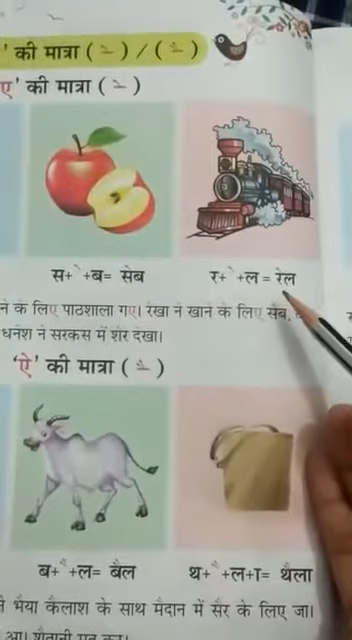 ' की मात्रा ( े ) / ( ै )
ए' की मात्रा ( े )
स+े+ब= सेब
र+े+ल = रेल
ने के लिए पाठशाला गए। रेखा ने खाने के लिए सेब,
धनेश ने सरकस में शेर देखा।
'ऐ' की मात्रा ( ै )
ब+ै+ल= बैल
थ+ै+ल+ा= थैला
भैया कैलाश के साथ मैदान में सैर के लिए जा।